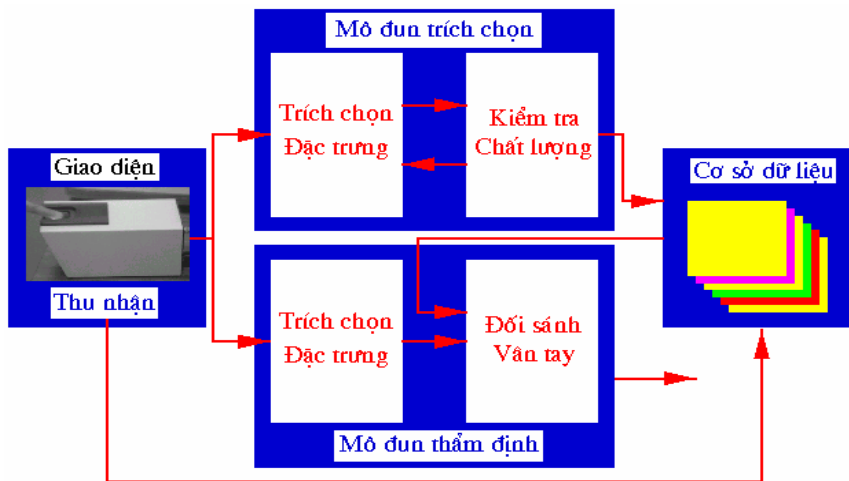 Mô đun trích chọn
Trích chọn
Đặc trưng
Kiểm tra
Chất lượng
Giao diện
Thu nhận
Cơ sở dữ liệu
Trích chọn
Đặc trưng
Đối sánh
Vân tay
Mô đun thẩm định